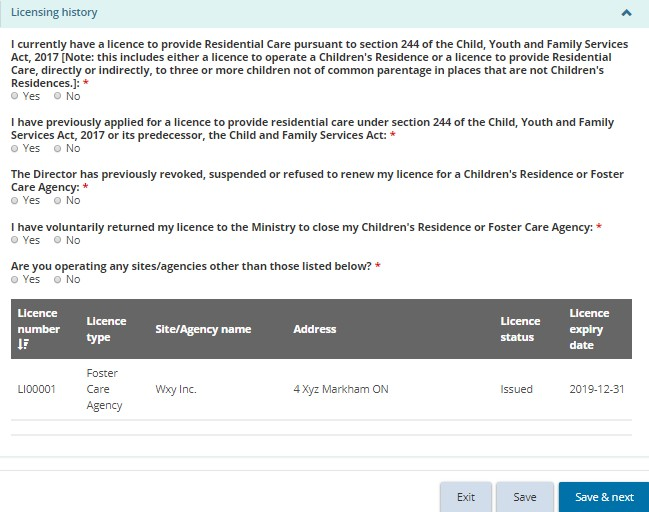 Licensing history
I currently have a licence to provide Residential Care pursuant to section 244 of the Child, Youth and Family Services
Act, 2017 [Note: this includes either a licence to operate a Children's Residence or a licence to provide Residential
Care, directly or indirectly, to three or more children not of common parentage in places that are not Children's
Residences.]: *
Yes No
I have previously applied for a licence to provide residential care under section 244 of the Child, Youth and Family
Services Act, 2017 or its predecessor, the Child and Family Services Act: *
Yes No
The Director has previously revoked, suspended or refused to renew my licence for a Children's Residence or Foster
Care Agency: *
Yes No
I have voluntarily returned my licence to the Ministry to close my Children's Residence or Foster Care Agency: *
Yes No
Are you operating any sites/agencies other than those listed below? *
Yes No
Licence number
Licence type
Site/Agency name
Address
Licence status
Licence expiry date
LI00001
Foster Care Agency
Wxy Inc.
4 Xyz Markham ON
Issued
2019-12-31
Exit Save Save & next